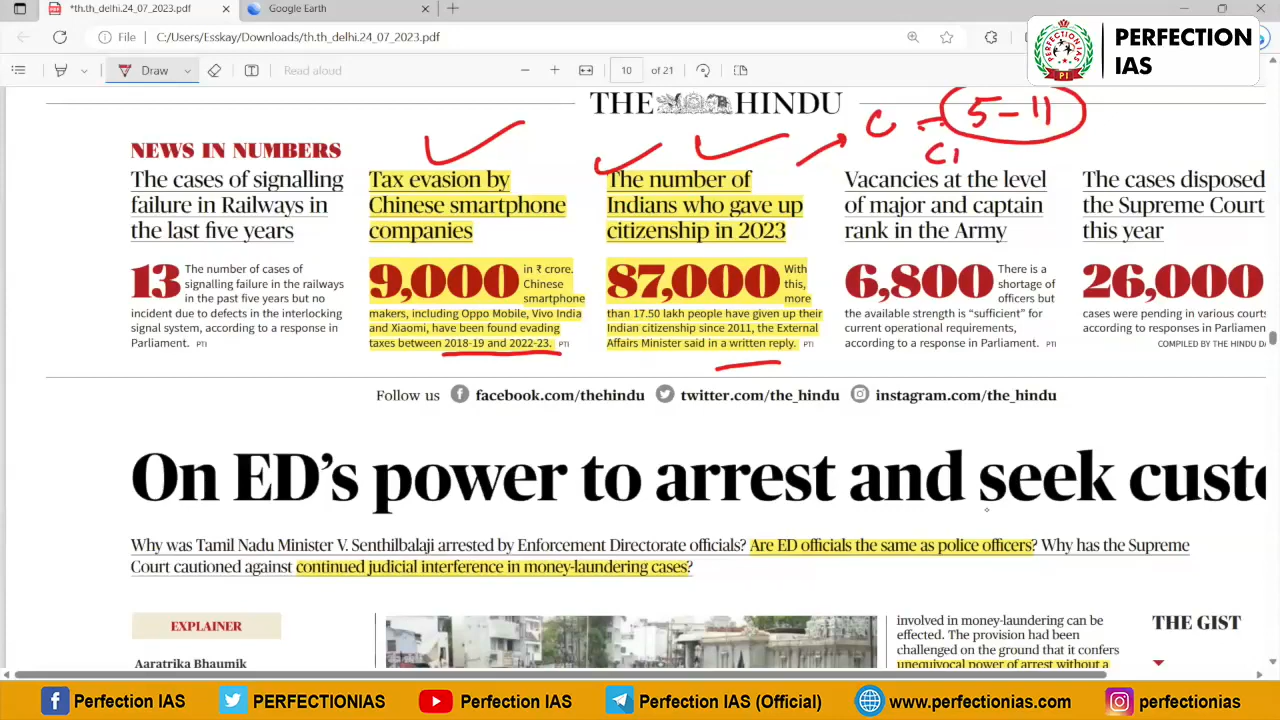 *th.th_delhi.24_07_2023.pdf
Google Earth
File
C:/Users/Esskay/Downloads/th.th_delhi.24_07_2023.pdf
PERFECTION
IAS
PERFECTION IAS
PI
Draw
Read aloud
10
of 21
THE HINDU
C
5-11
NEWS IN NUMBERS
The cases of signalling
failure in Railways in
the last five years
13
The number of cases of
signalling failure in the railways
in the past five years but no
incident due to defects in the interlocking
signal system, according to a response in
Parliament. PTI
Tax evasion by
Chinese smartphone
companies
9,000
in ₹ crore.
Chinese
smartphone
makers, including Oppo Mobile, Vivo India
and Xiaomi, have been found evading
taxes between 2018-19 and 2022-23. PTI
The number of
Indians who gave up
citizenship in 2023
87,000
With
this,
more
than 17.50 lakh people have given up their
Indian citizenship since 2011, the External
Affairs Minister said in a written reply. PTI
Vacancies at the level
of major and captain
rank in the Army
6,800
There is a
shortage of
officers but
the available strength is “sufficient” for
current operational requirements,
according to a response in Parliament. PTI
The cases disposed
the Supreme Court
this year
26,000
cases were pending in various courts
according to responses in Parliamen
COMPILED BY THE HINDU D
Follow us
facebook.com/thehindu
twitter.com/the_hindu
instagram.com/the_hindu
On ED’s power to arrest and seek custo
Why was Tamil Nadu Minister V. Senthilbalaji arrested by Enforcement Directorate officials? Are ED officials the same as police officers? Why has the Supreme
Court cautioned against continued judicial interference in money-laundering cases?
EXPLAINER
Aaratrika Bhaumik
involved in money-laundering can be
effected. The provision had been
challenged on the ground that it confers
unequivocal power of arrest without a
THE GIST
Perfection IAS
PERFECTIONIAS
Perfection IAS
Perfection IAS (Official)
www.perfectionias.com
perfectionias